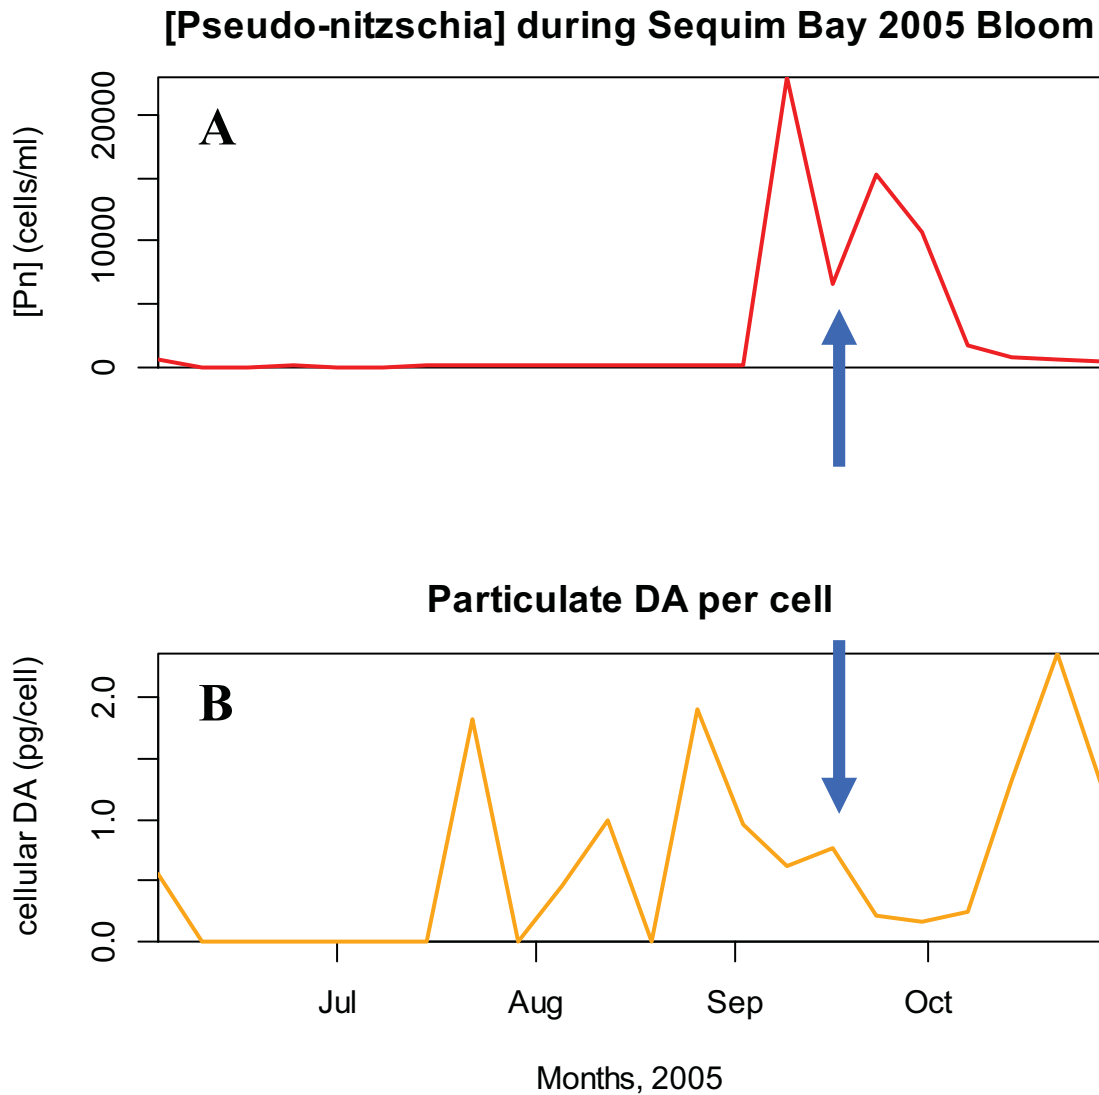 [Pseudo-nitzschia] during Sequim Bay 2005 Bloom
A
[Pn] (cells/ml)
20000
10000
0
Particulate DA per cell
B
cellular DA (pg/cell)
2.0
1.0
0.0
Jul Aug Sep Oct
Months, 2005